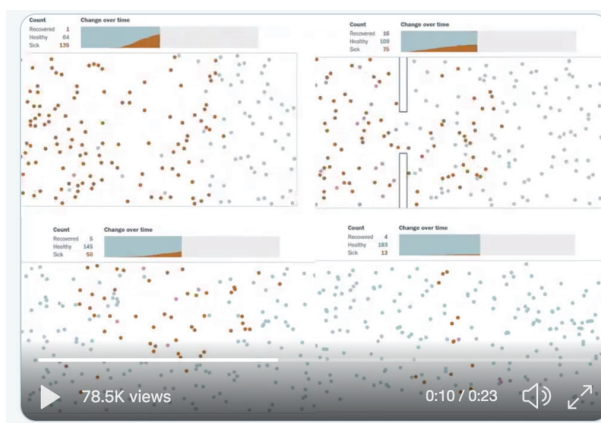 Count Change over time
Recovered 1
Healthy 64
Sick 135
Count Change over time
Recovered 16
Healthy 109
Sick 75
Count Change over time
Recovered 5
Healthy 145
Sick 50
Count Change over time
Recovered 4
Healthy 183
Sick 13
78.5K views 0:10 / 0:23